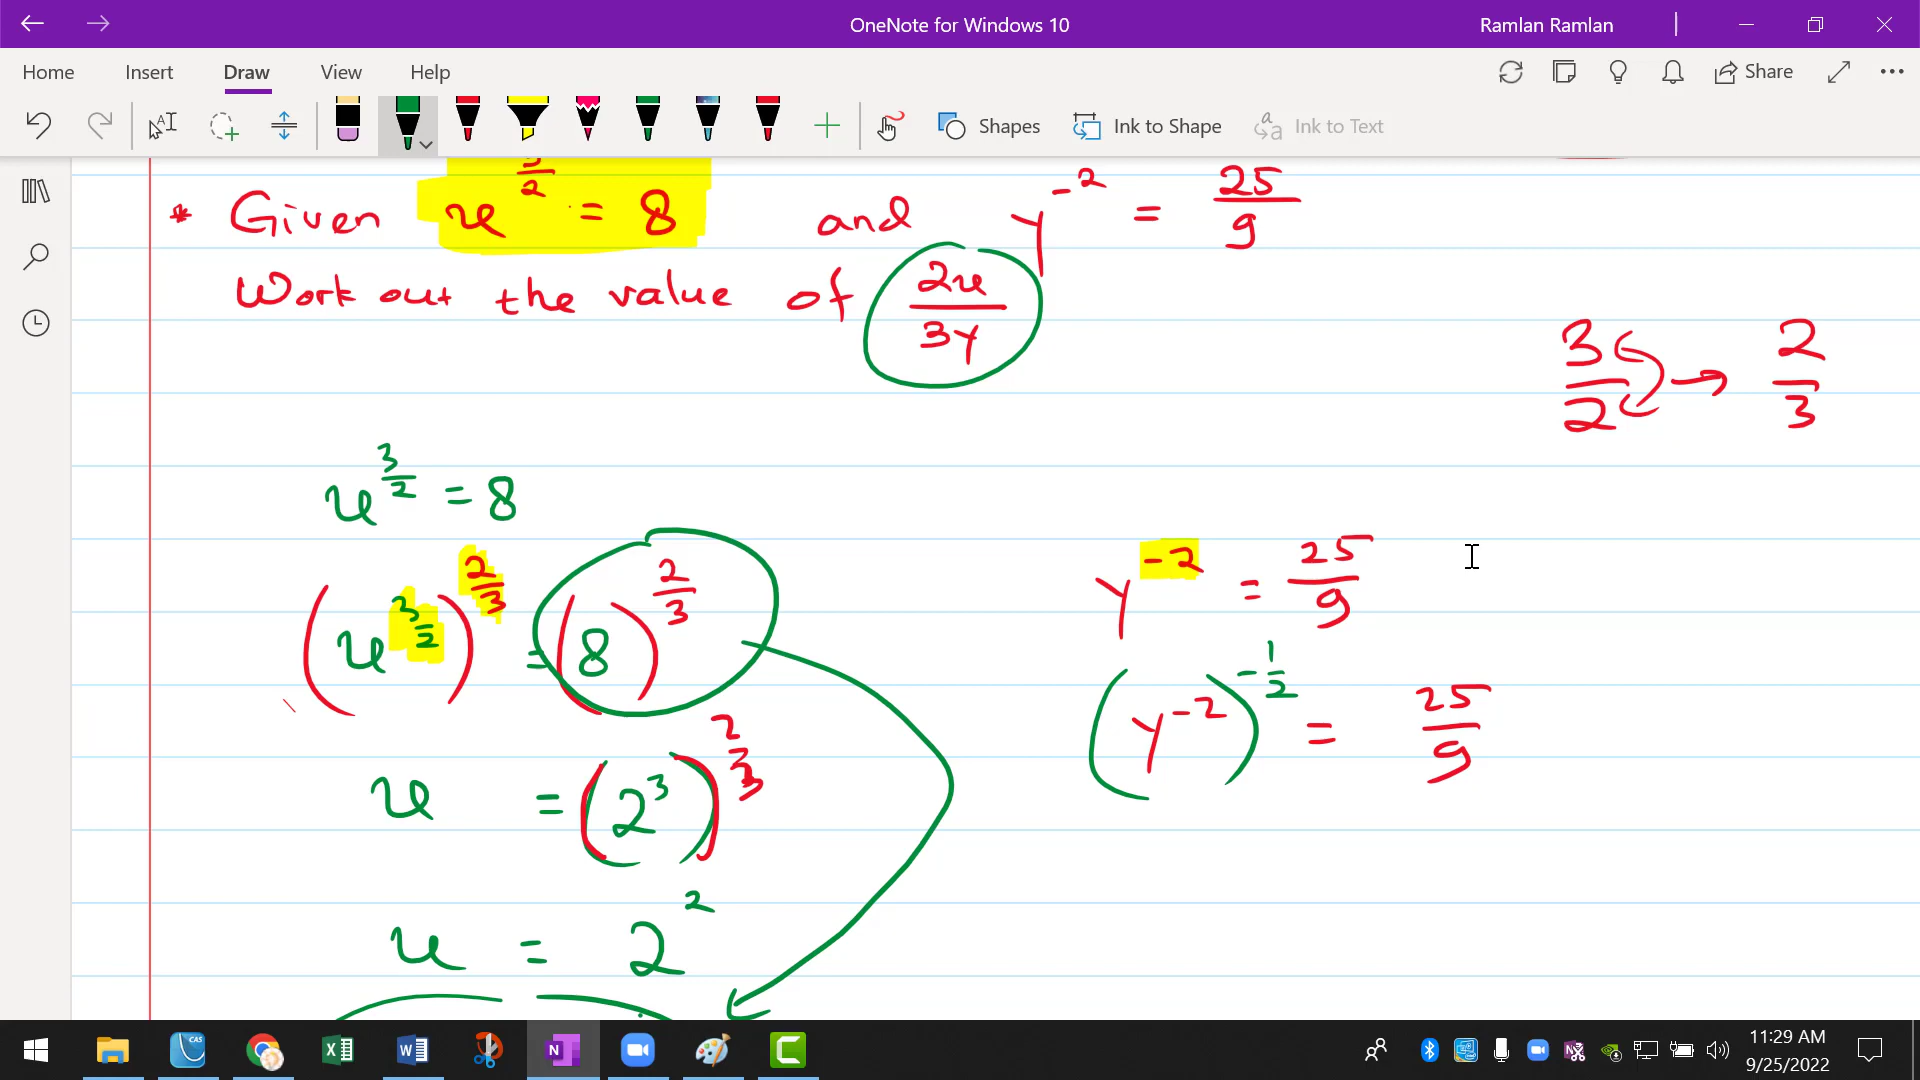 OneNote for Windows 10
Ramlan Ramlan
Home Insert Draw View Help
Share
Shapes Ink to Shape Ink to Text
* Given x^(3/2) = 8 and y^-2 = 25/9
Work out the value of 2x/3y
3/2 → 2/3
x^(3/2) = 8
(x^(3/2))^(2/3) = (8)^(2/3)
y^-2 = 25/9
(y^-2)^(-1/2) = 25/9
x = (2^3)^(2/3)
x = 2^2
CAS
11:29 AM
9/25/2022